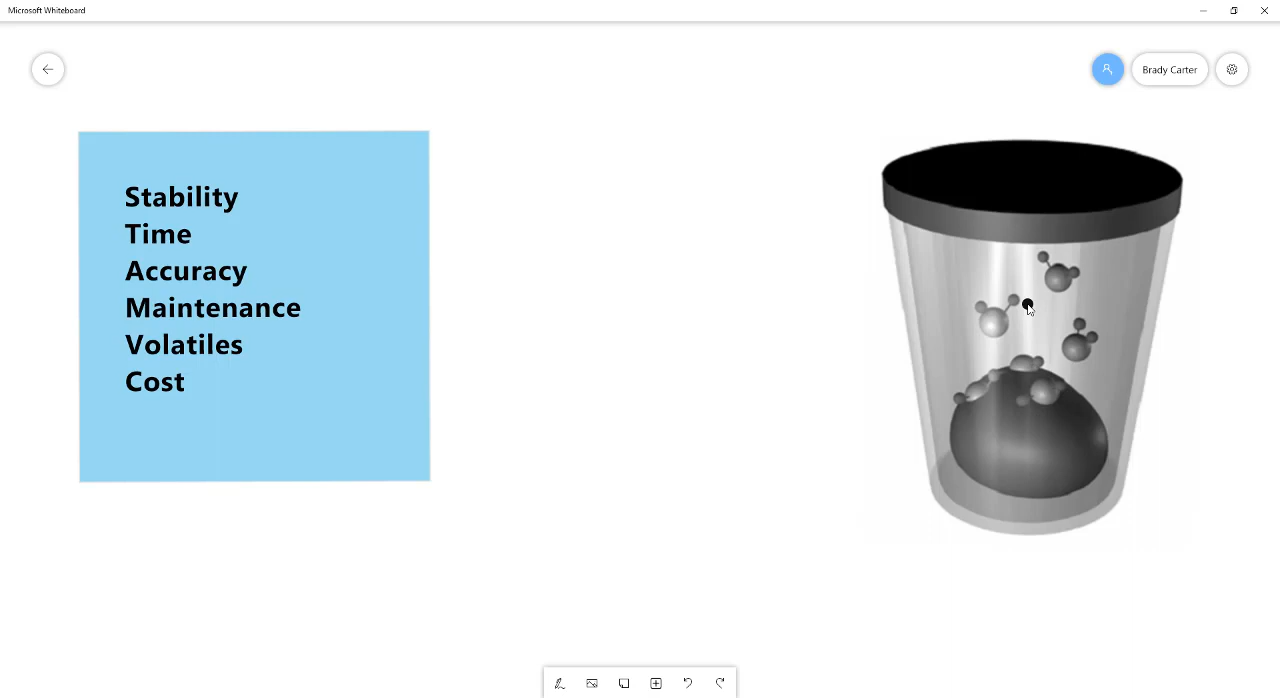 Microsoft Whiteboard
Brady Carter
Stability
Time
Accuracy
Maintenance
Volatiles
Cost